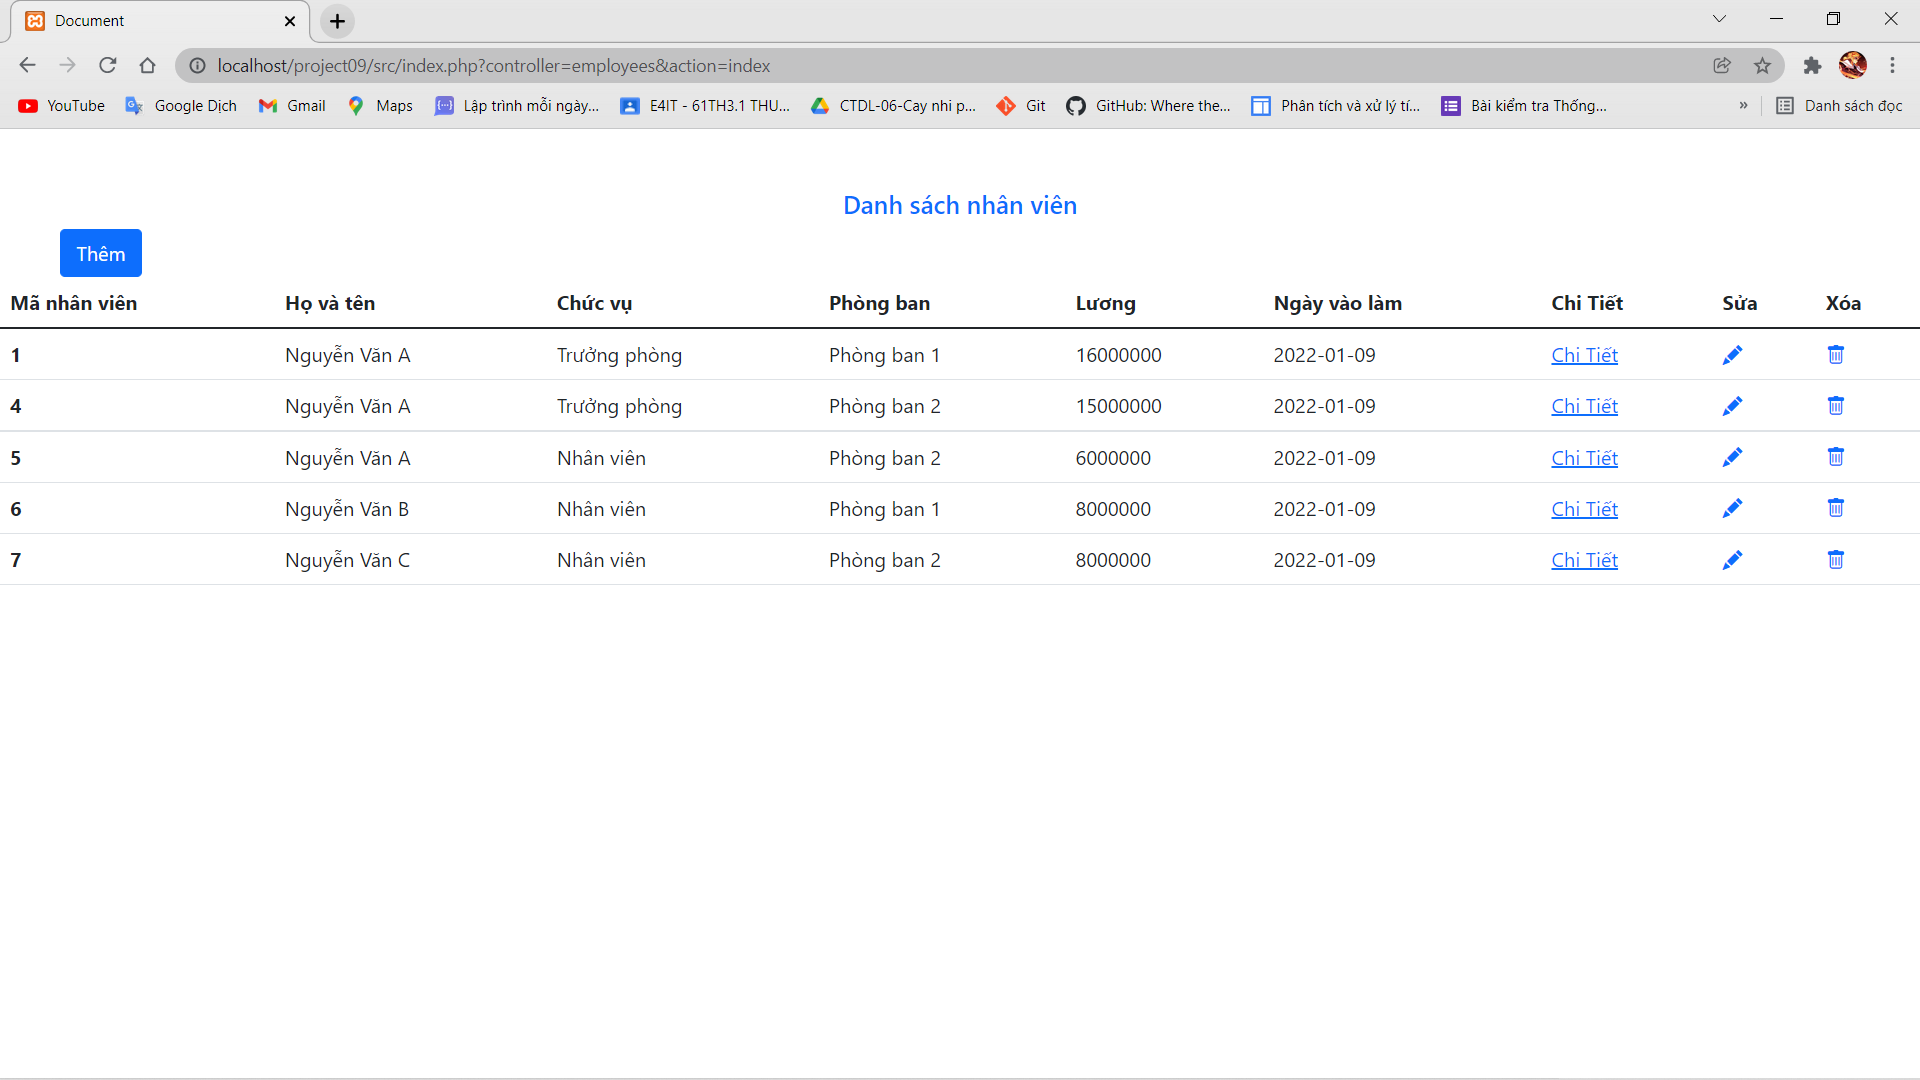 Document
localhost/project09/src/index.php?controller=employees&action=index
YouTube Google Dịch Gmail Maps Lập trình mỗi ngày... E4IT - 61TH3.1 THU... CTDL-06-Cay nhi p... Git GitHub: Where the... Phân tích và xử lý tí... Bài kiểm tra Thống... » Danh sách đọc
Danh sách nhân viên
Thêm
Mã nhân viên Họ và tên Chức vụ Phòng ban Lương Ngày vào làm Chi Tiết Sửa Xóa
1 Nguyễn Văn A Trưởng phòng Phòng ban 1 16000000 2022-01-09 Chi Tiết
4 Nguyễn Văn A Trưởng phòng Phòng ban 2 15000000 2022-01-09 Chi Tiết
5 Nguyễn Văn A Nhân viên Phòng ban 2 6000000 2022-01-09 Chi Tiết
6 Nguyễn Văn B Nhân viên Phòng ban 1 8000000 2022-01-09 Chi Tiết
7 Nguyễn Văn C Nhân viên Phòng ban 2 8000000 2022-01-09 Chi Tiết